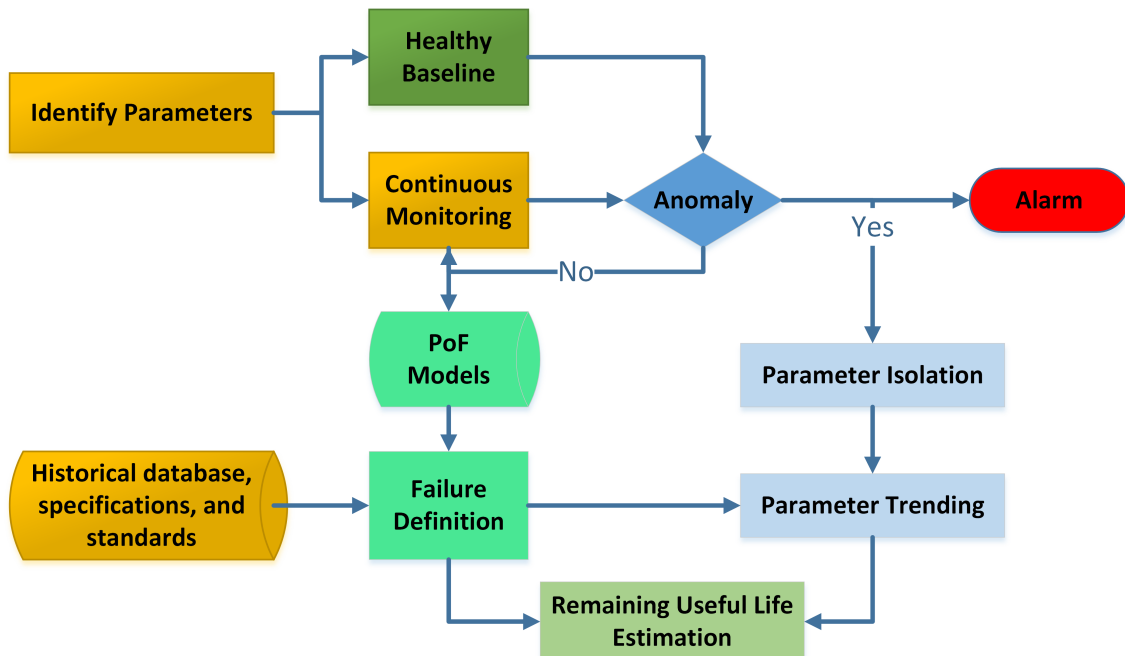 Healthy
Baseline
Identify Parameters
Continuous
Monitoring
Anomaly
Alarm
Yes
No
PoF
Models
Parameter Isolation
Historical database,
specifications, and
standards
Failure
Definition
Parameter Trending
Remaining Useful Life
Estimation